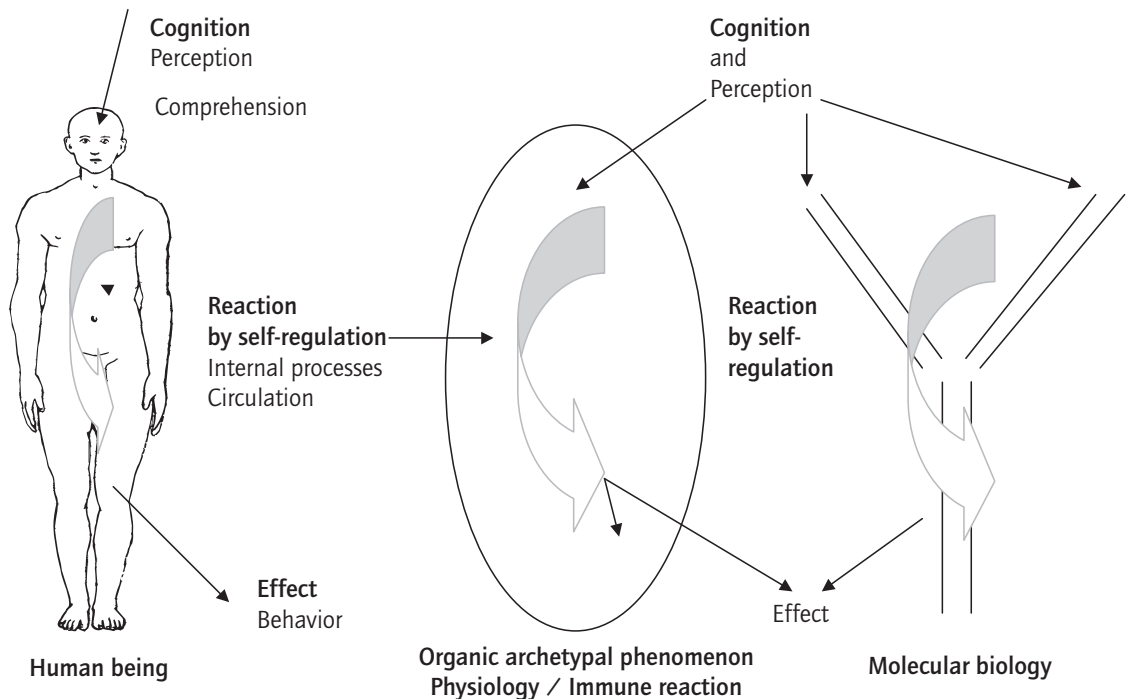 Cognition
Perception
Comprehension
Cognition
and
Perception
Reaction
by self-regulation
Internal processes
Circulation
Reaction
by self-
regulation
Effect
Behavior
Effect
Human being
Organic archetypal phenomenon
Physiology / Immune reaction
Molecular biology